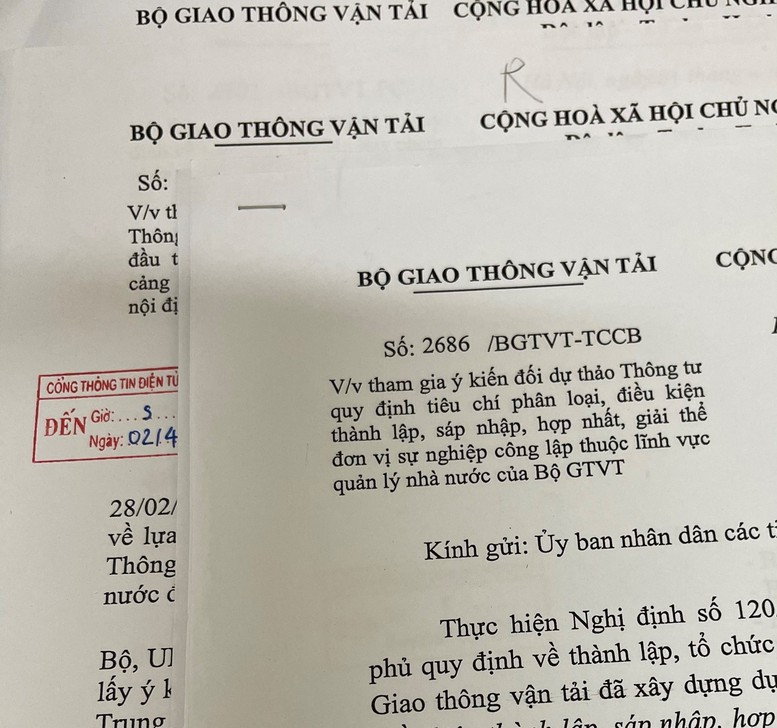 BỘ GIAO THÔNG VẬN TẢI CỘNG HOÀ XÃ HỘI CHỦ
R
BỘ GIAO THÔNG VẬN TẢI CỘNG HOÀ XÃ HỘI CHỦ
Số:
V/v
Thông
đầu
cảng
nội
CỔNG THÔNG TIN ĐIỆN TỬ
ĐẾN Giờ:....S....
Ngày: 02/4
28/02/
về lựa
Thông
nước
Bộ,
lấy ý
Trung
BỘ GIAO THÔNG VẬN TẢI CỘNG
Số: 2686 /BGTVT-TCCB
V/v tham gia ý kiến đối dự thảo Thông tư
quy định tiêu chí phân loại, điều kiện
thành lập, sáp nhập, hợp nhất, giải thể
đơn vị sự nghiệp công lập thuộc lĩnh vực
quản lý nhà nước của Bộ GTVT
Kính gửi: Ủy ban nhân dân các
Thực hiện Nghị định số 120
phủ quy định về thành lập, tổ chức
Giao thông vận tải đã xây dựng dự
lập, sáp nhập, hợp